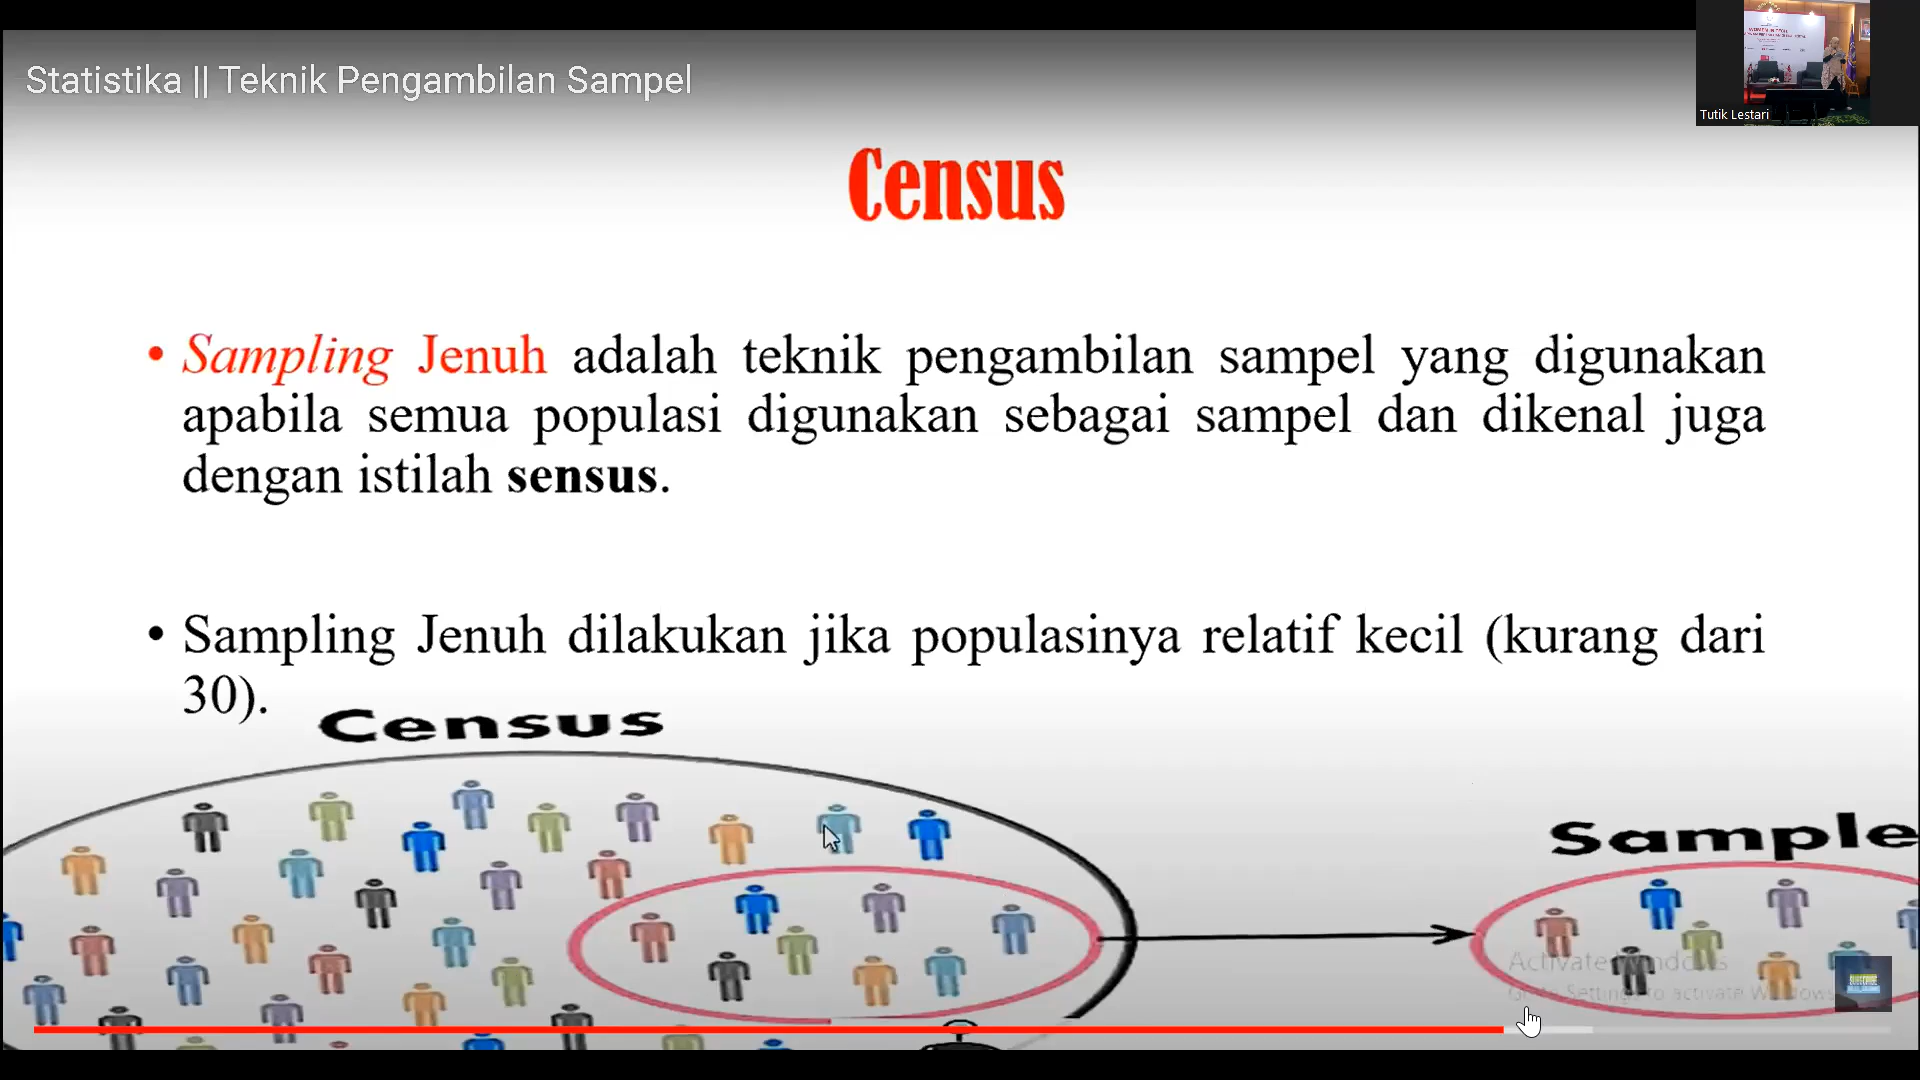 Statistika || Teknik Pengambilan Sampel
Tutik Lestari
Census
• Sampling Jenuh adalah teknik pengambilan sampel yang digunakan
apabila semua populasi digunakan sebagai sampel dan dikenal juga
dengan istilah sensus.
• Sampling Jenuh dilakukan jika populasinya relatif kecil (kurang dari
30).
Census
Sample
Activate Windows
Go to Settings to activate Windows